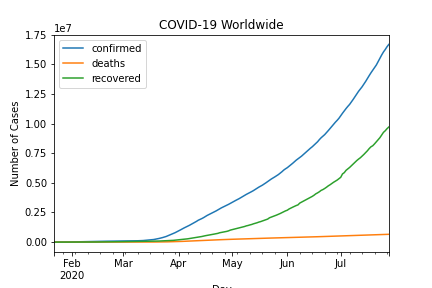 COVID-19 Worldwide
1e7
1.75
1.50
1.25
1.00
0.75
0.50
0.25
0.00
Number of Cases
confirmed
deaths
recovered
Feb Mar Apr May Jun Jul
2020